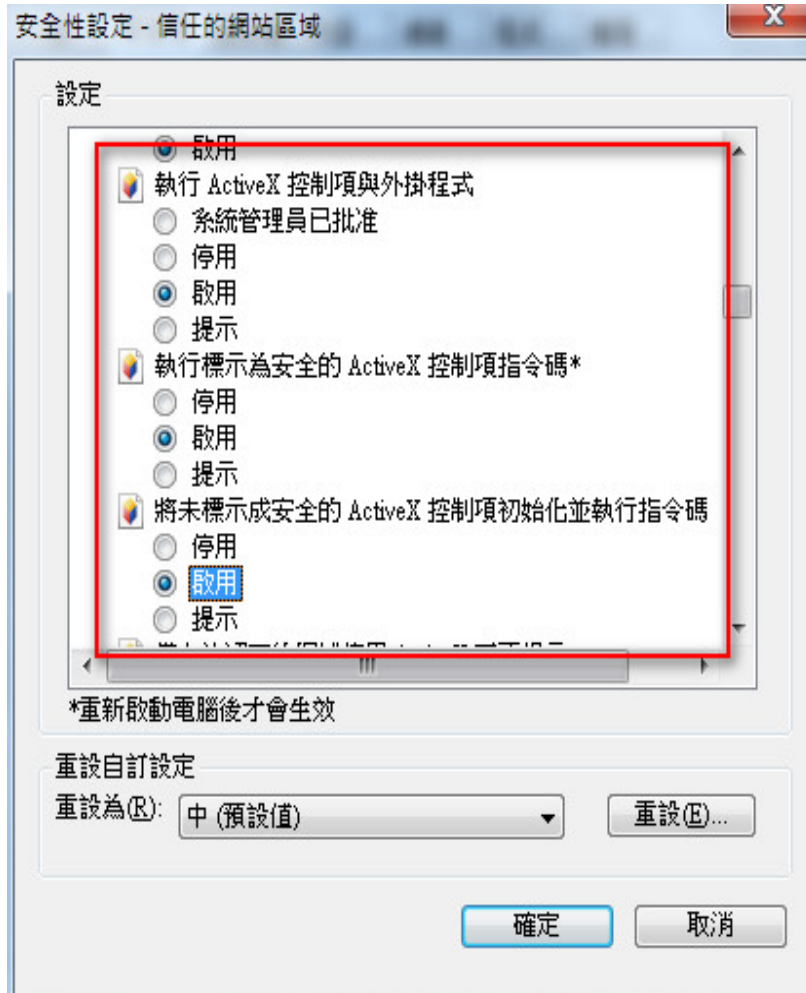 安全性設定 - 信任的網站區域
設定
啟用
執行 ActiveX 控制項與外掛程式
系統管理員已批准
停用
啟用
提示
執行標示為安全的 ActiveX 控制項指令碼*
停用
啟用
提示
將未標示成安全的 ActiveX 控制項初始化並執行指令碼
停用
啟用
提示
*重新啟動電腦後才會生效
重設自訂設定
重設為(R): 中 (預設值) 重設(E)...
確定 取消